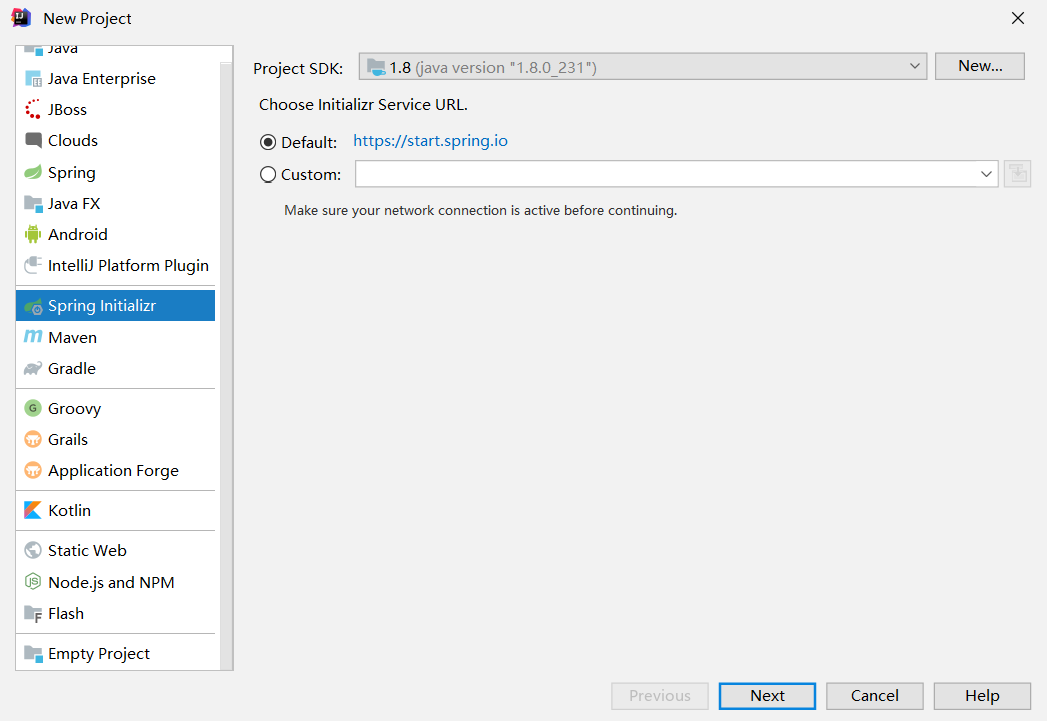 New Project
Java
Java Enterprise
JBoss
Clouds
Spring
Java FX
Android
IntelliJ Platform Plugin
Spring Initializr
Maven
Gradle
Groovy
Grails
Application Forge
Kotlin
Static Web
Node.js and NPM
Flash
Empty Project
Project SDK: 1.8 (java version "1.8.0_231") New...
Choose Initializr Service URL.
Default: https://start.spring.io
Custom:
Make sure your network connection is active before continuing.
Previous Next Cancel Help